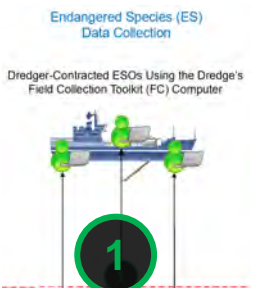 Endangered Species (ES)
Data Collection
Dredger-Contracted ESOs Using the Dredge's
Field Collection Toolkit (FC) Computer
1